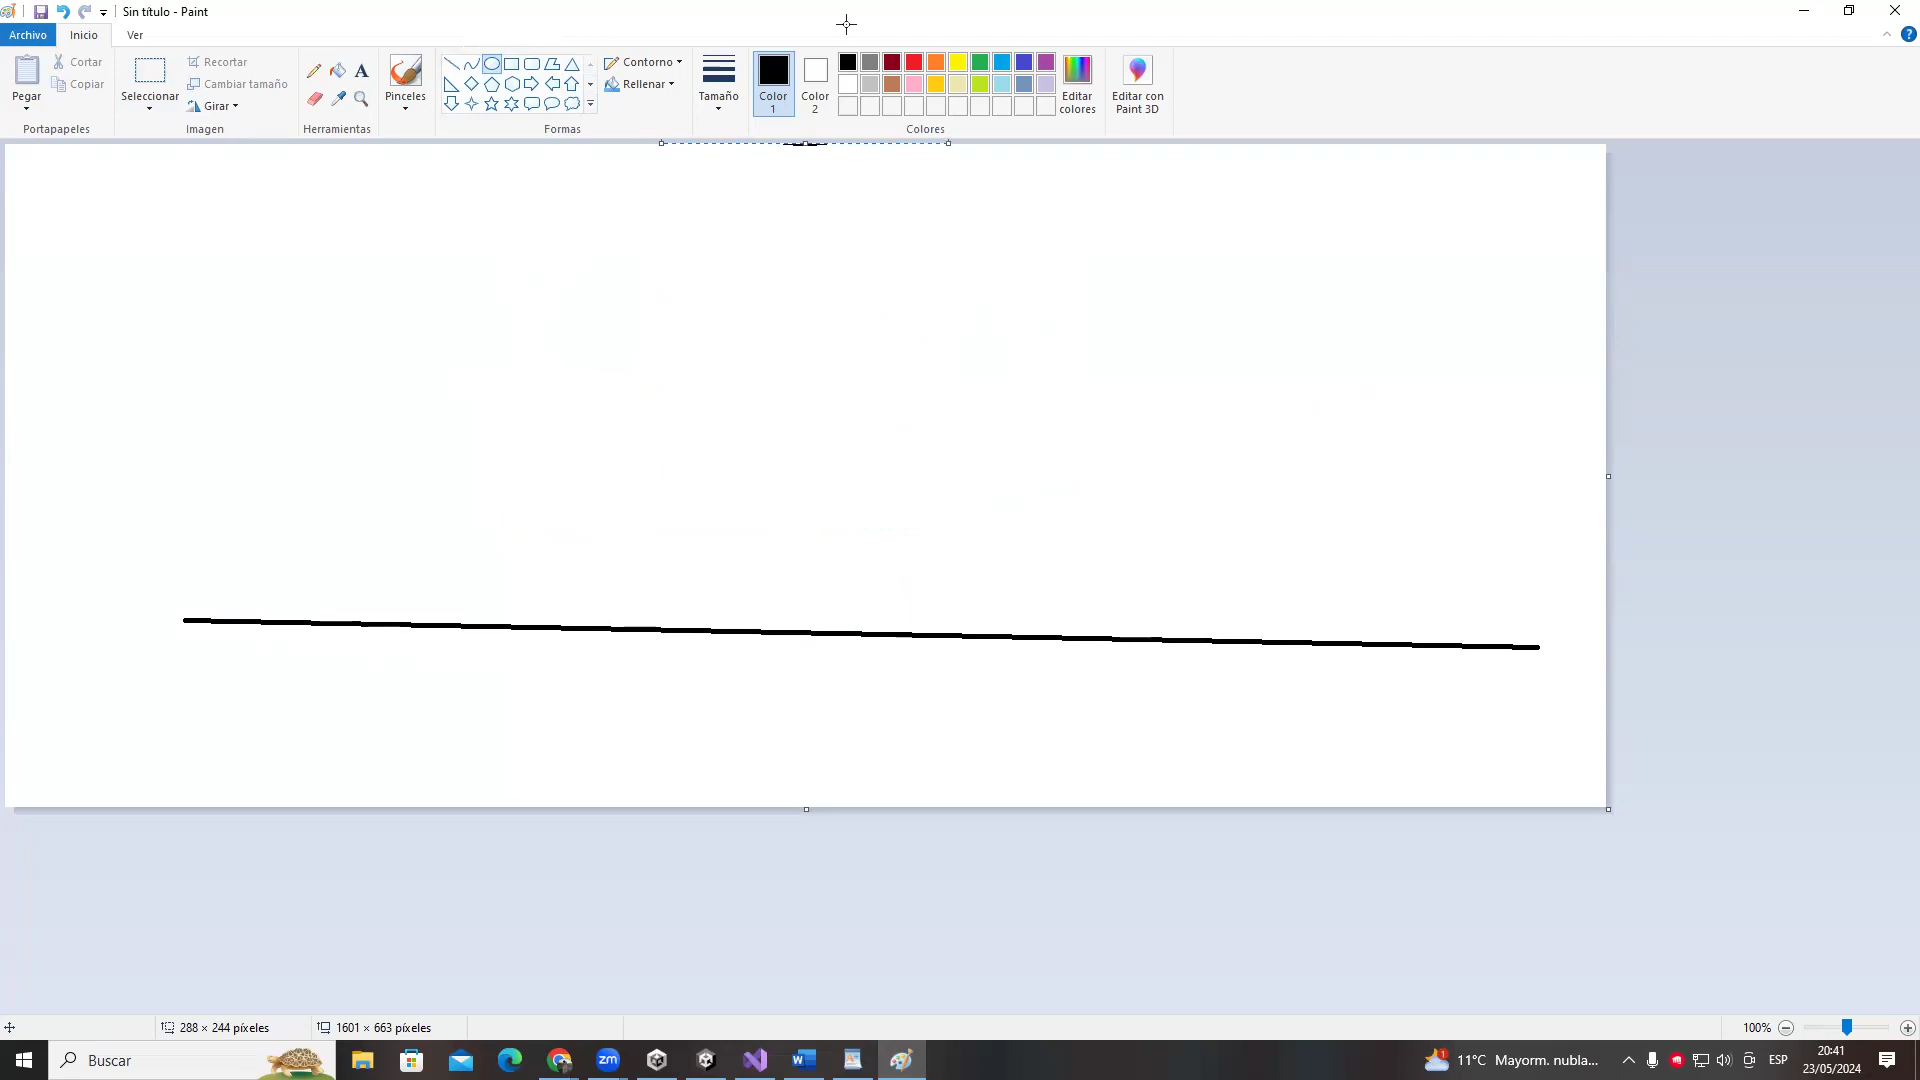 Sin título - Paint
Archivo Inicio Ver
Pegar
Cortar
Copiar
Portapapeles
Seleccionar
Recortar
Cambiar tamaño
Girar
Imagen
A
Herramientas
Pinceles
Contorno
Rellenar
Formas
Tamaño
Color 1
Color 2
Editar colores
Colores
Editar con Paint 3D
288 × 244 píxeles 1601 × 663 píxeles 100%
Buscar
zm
11°C Mayorm. nubla... ESP
20:41
23/05/2024